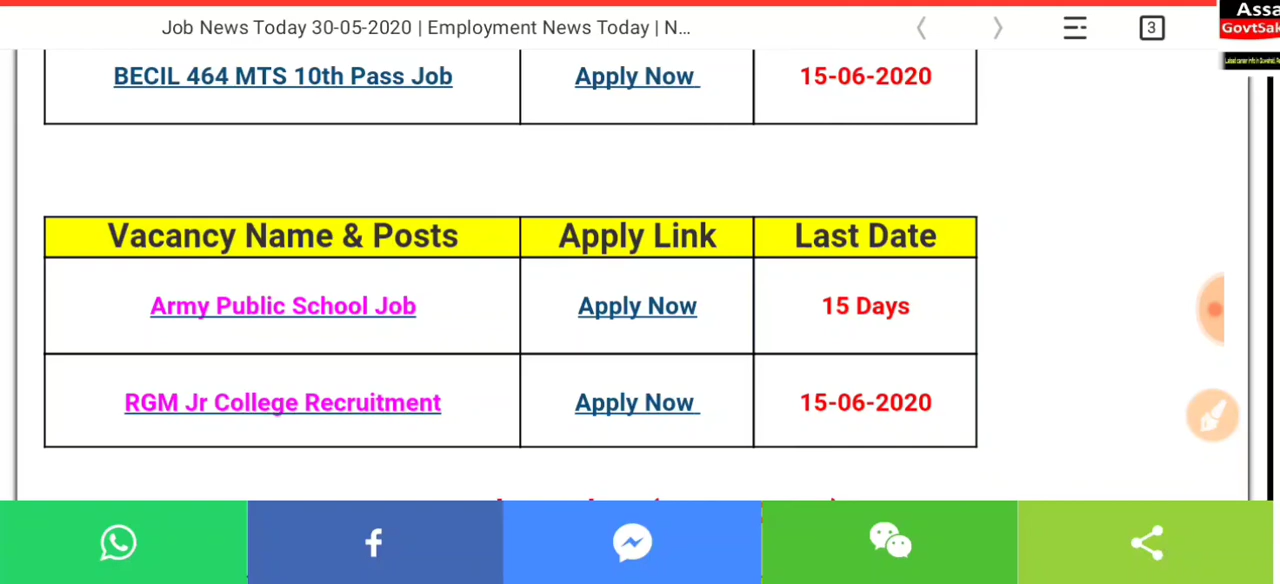 Job News Today 30-05-2020 | Employment News Today | N...
3
Assa
GovtSak
BECIL 464 MTS 10th Pass Job Apply Now 15-06-2020
Vacancy Name & Posts Apply Link Last Date
Army Public School Job Apply Now 15 Days
RGM Jr College Recruitment Apply Now 15-06-2020